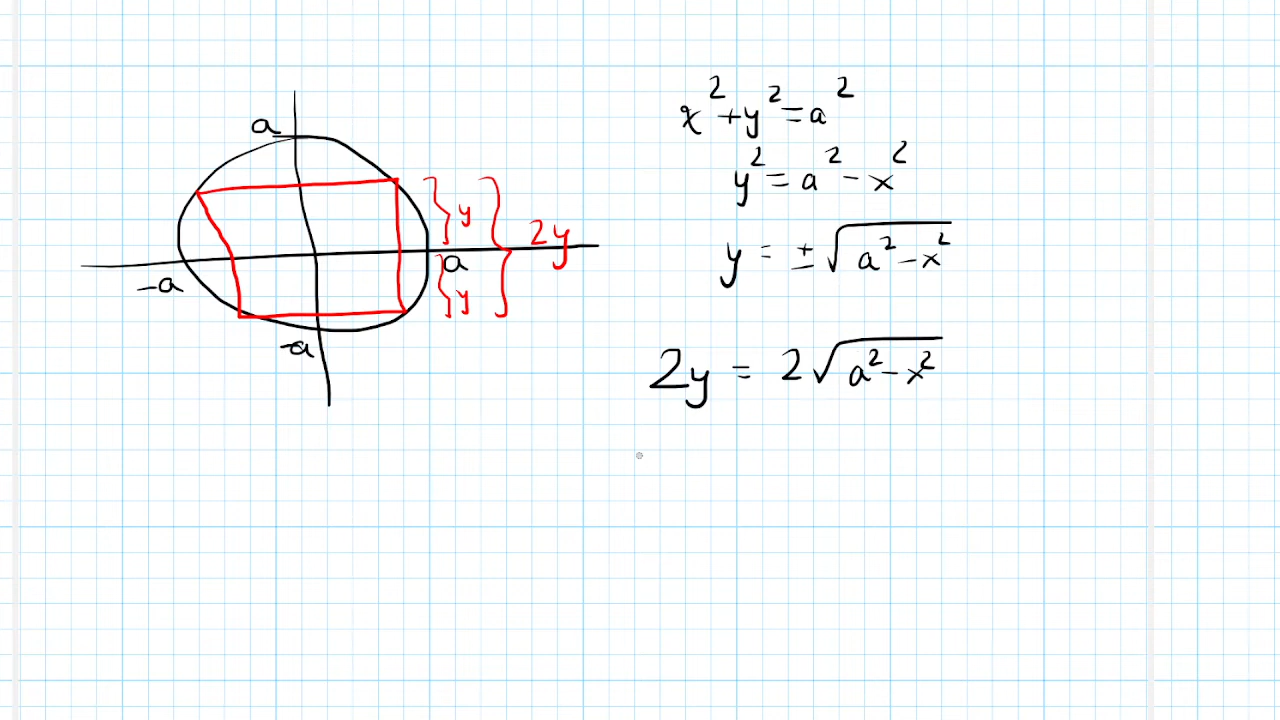 a
-a
a
-a
y
y
2y
x² + y² = a²
y² = a² - x²
y = ±√(a² - x²)
2y = 2√(a² - x²)